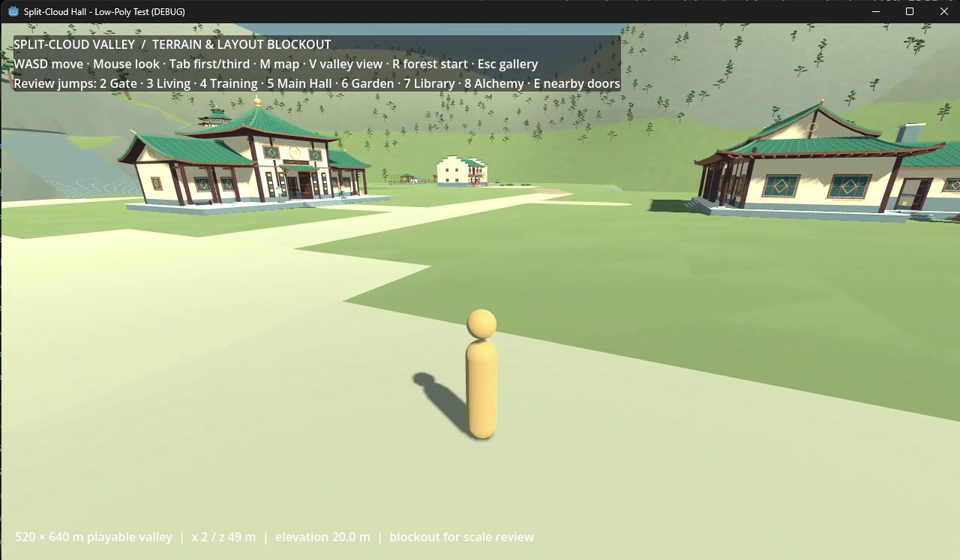 Split-Cloud Hall - Low-Poly Test (DEBUG)
SPLIT-CLOUD VALLEY / TERRAIN & LAYOUT BLOCKOUT
WASD move · Mouse look · Tab first/third · M map · V valley view · R forest start · Esc gallery
Review jumps: 2 Gate · 3 Living · 4 Training · 5 Main Hall · 6 Garden · 7 Library · 8 Alchemy · E nearby doors
520 × 640 m playable valley | x 2 / z 49 m | elevation 20.0 m | blockout for scale review